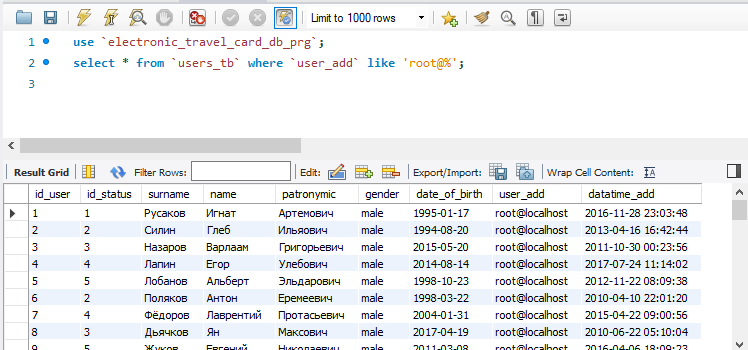 Limit to 1000 rows
1 use `electronic_travel_card_db_prg`;
2 select * from `users_tb` where `user_add` like 'root@%';
3
Result Grid Filter Rows: Edit: Export/Import: Wrap Cell Content:
id_user id_status surname name patronymic gender date_of_birth user_add datatime_add
1 1 Русаков Игнат Артемович male 1995-01-17 root@localhost 2016-11-28 23:03:48
2 2 Силин Глеб Ильяович male 1994-08-20 root@localhost 2013-04-16 16:42:44
3 3 Назаров Варлаам Григорьевич male 2015-05-20 root@localhost 2011-10-30 00:23:56
4 4 Лапин Егор Улебович male 2014-08-14 root@localhost 2017-07-24 11:14:02
5 5 Лобанов Альберт Эльдарович male 1998-10-23 root@localhost 2012-11-22 08:09:38
6 2 Поляков Антон Еремеевич male 1998-03-22 root@localhost 2010-04-10 22:01:20
7 4 Фёдоров Лаврентий Протасьевич male 2004-01-31 root@localhost 2015-04-22 09:00:56
8 3 Дьячков Ян Максович male 2017-04-19 root@localhost 2010-06-22 05:10:04
9 5 Жуков Евгений Николаевич male 2011-03-08 root@localhost 2016-04-06 18:09:23